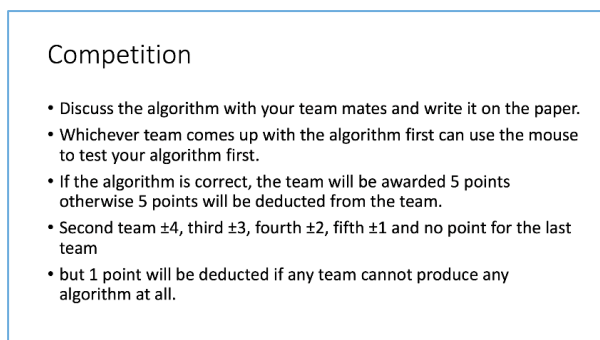 Competition
• Discuss the algorithm with your team mates and write it on the paper.
• Whichever team comes up with the algorithm first can use the mouse
to test your algorithm first.
• If the algorithm is correct, the team will be awarded 5 points
otherwise 5 points will be deducted from the team.
• Second team ±4, third ±3, fourth ±2, fifth ±1 and no point for the last
team
• but 1 point will be deducted if any team cannot produce any
algorithm at all.